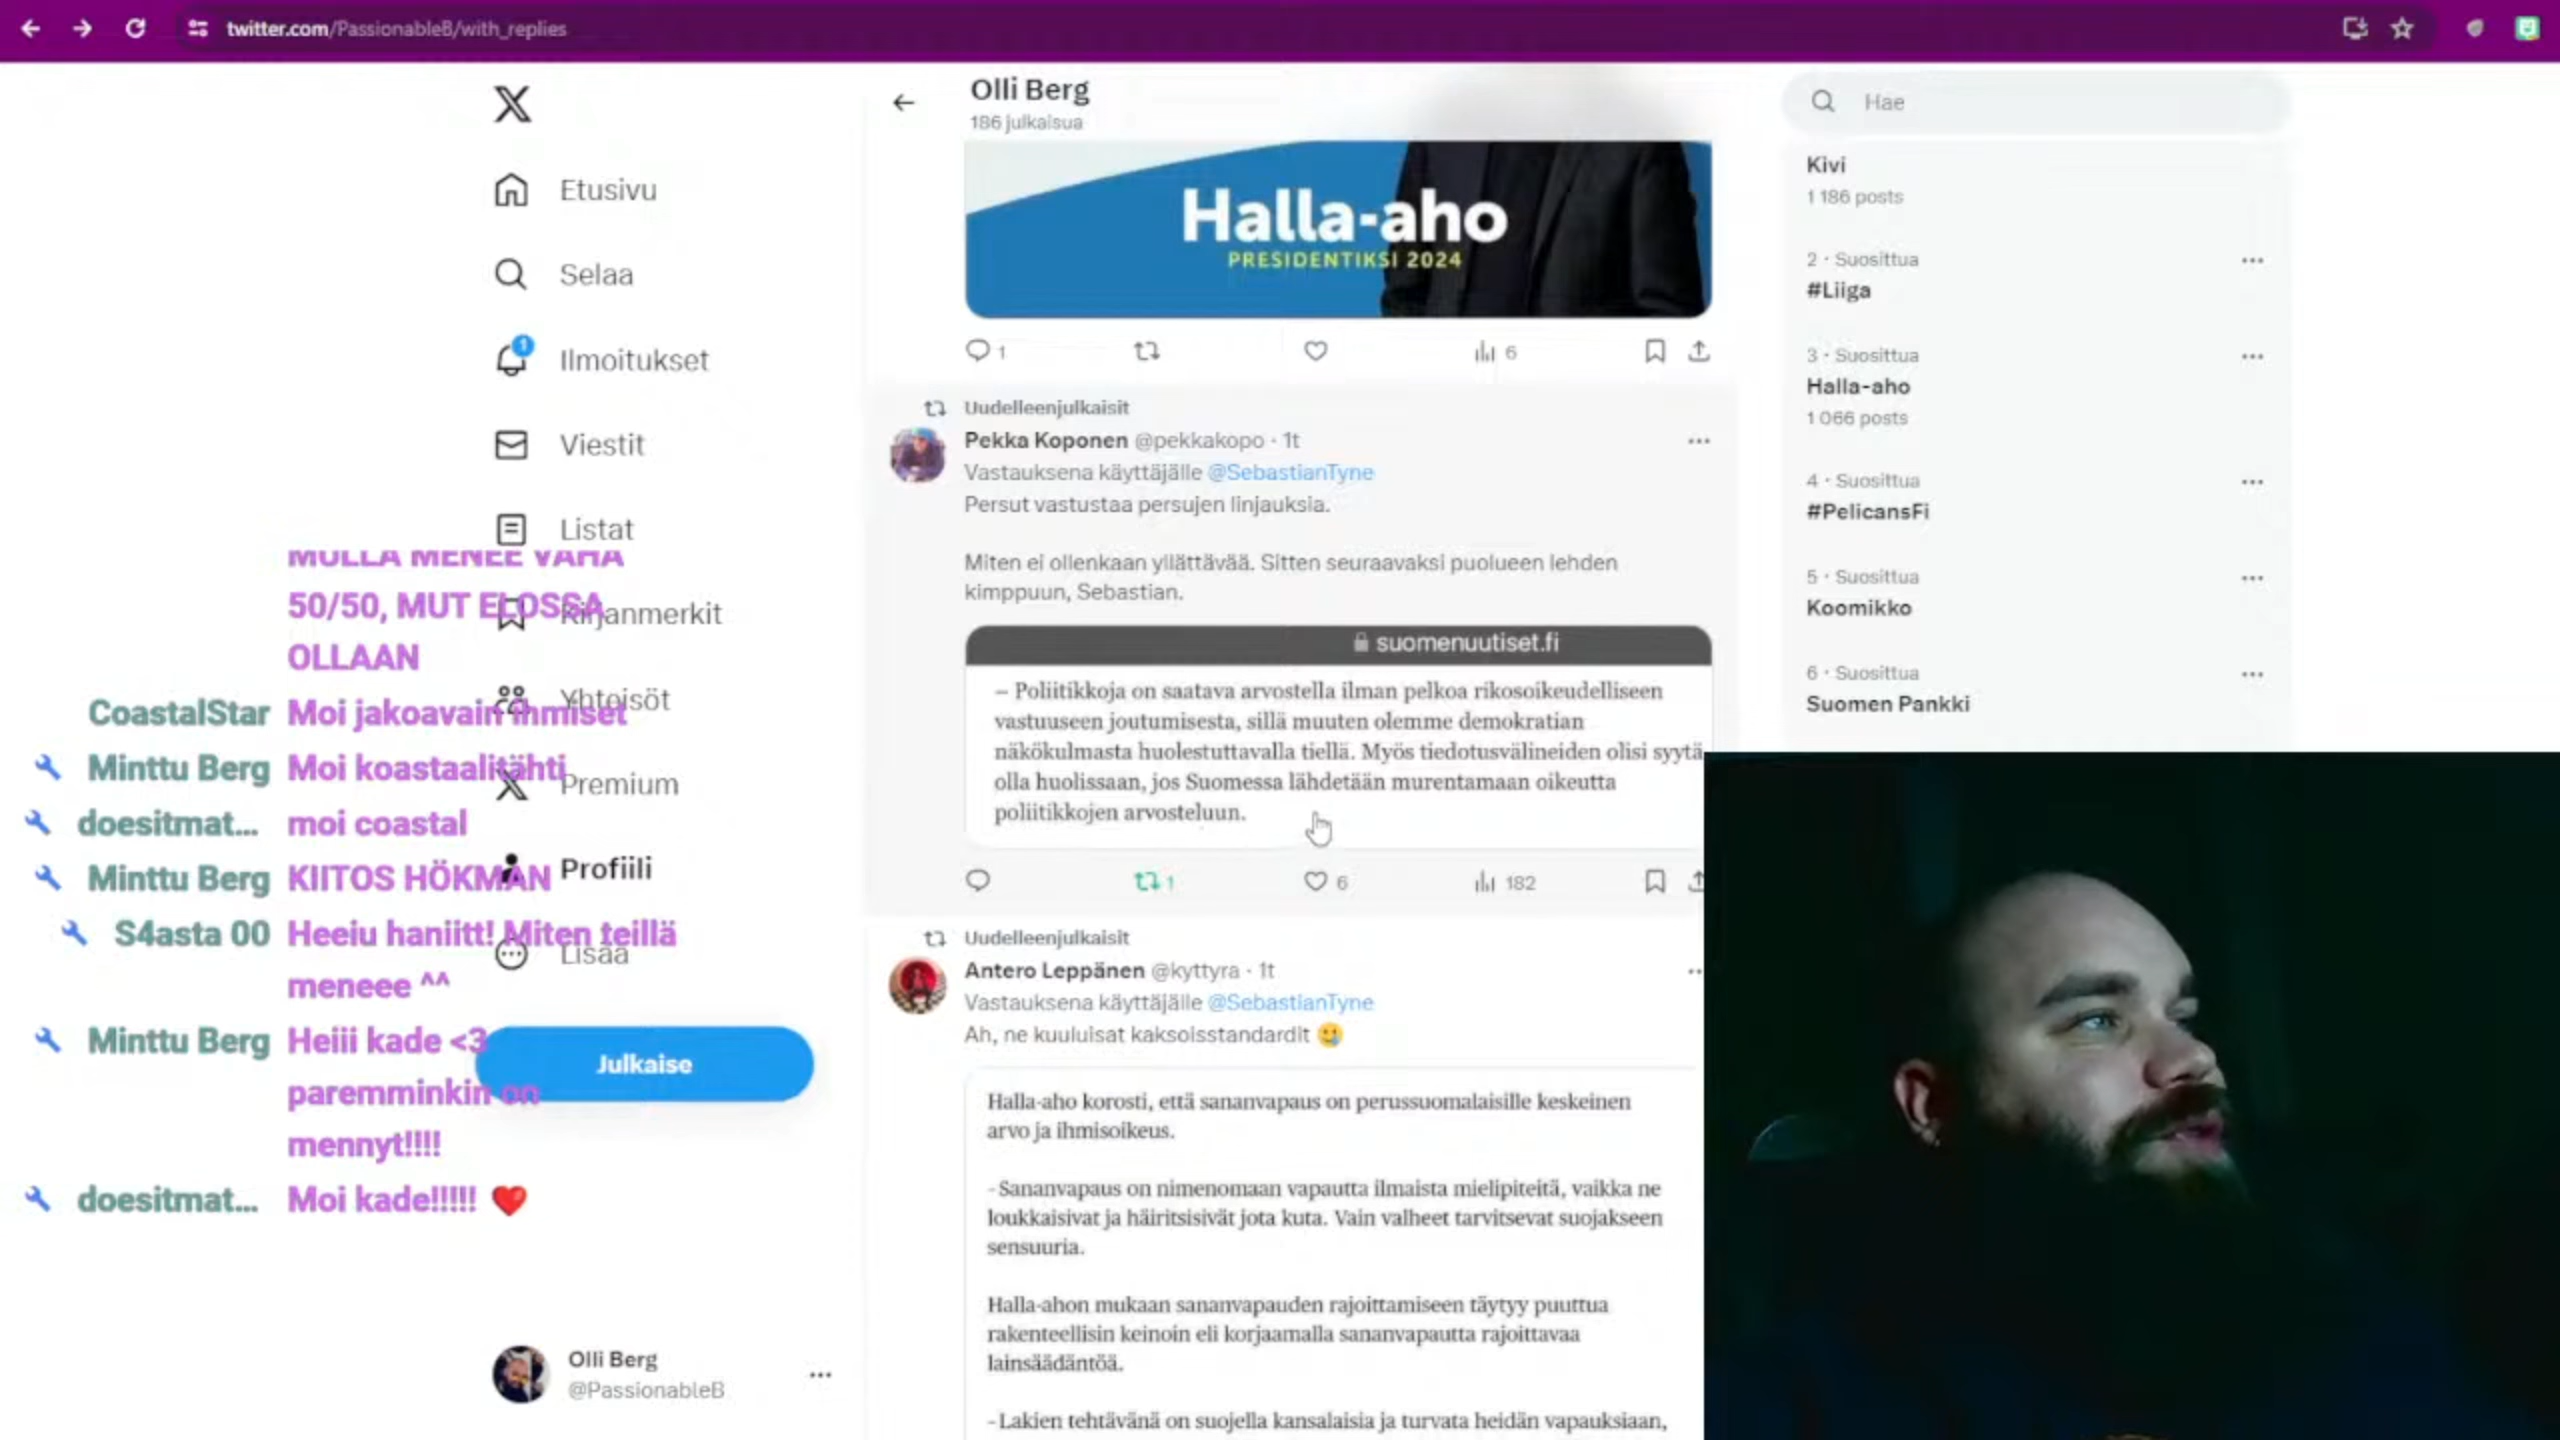 twitter.com/PassionableB/with_replies
Olli Berg
186 julkaisua
Halla-aho
PRESIDENTIKSI 2024
1
6
Uudelleenjulkaisit
Pekka Koponen @pekkakopo · 1t
Vastauksena käyttäjälle @SebastianTyne
Persut vastustaa persujen linjauksia.
Miten ei ollenkaan yllättävää. Sitten seuraavaksi puolueen lehden
kimppuun, Sebastian.
suomenuutiset.fi
– Poliitikkoja on saatava arvostella ilman pelkoa rikosoikeudelliseen
vastuuseen joutumisesta, sillä muuten olemme demokratian
näkökulmasta huolestuttavalla tiellä. Myös tiedotusvälineiden olisi syytä
olla huolissaan, jos Suomessa lähdetään murentamaan oikeutta
poliitikkojen arvosteluun.
1
6
182
Uudelleenjulkaisit
Antero Leppänen @kyttyra · 1t
Vastauksena käyttäjälle @SebastianTyne
Ah, ne kuuluisat kaksoisstandardit
Halla-aho korosti, että sananvapaus on perussuomalaisille keskeinen
arvo ja ihmisoikeus.
- Sananvapaus on nimenomaan vapautta ilmaista mielipiteitä, vaikka ne
loukkaisivat ja häiritsisivät jota kuta. Vain valheet tarvitsevat suojakseen
sensuuria.
Halla-ahon mukaan sananvapauden rajoittamiseen täytyy puuttua
rakenteellisin keinoin eli korjaamalla sananvapautta rajoittavaa
lainsäädäntöä.
- Lakien tehtävänä on suojella kansalaisia ja turvata heidän vapauksiaan,
Etusivu
Selaa
1
Ilmoitukset
Viestit
Listat
Kirjanmerkit
Yhteisöt
Premium
Profiili
Lisää
Julkaise
Olli Berg
@PassionableB
MULLA MENEE VÄHÄ
50/50, MUT ELOSSA
OLLAAN
CoastalStar Moi jakoavain ihmiset
Minttu Berg Moi koastaalitähti
doesitmat... moi coastal
Minttu Berg KIITOS HÖKMAN
S4asta 00 Heeiu haniitt! Miten teillä
meneee ^^
Minttu Berg Heiii kade <3
paremminkin on
mennyt!!!!
doesitmat... Moi kade!!!!! ❤️
Hae
Kivi
1 186 posts
2 · Suosittua
#Liiga
3 · Suosittua
Halla-aho
1 066 posts
4 · Suosittua
#PelicansFi
5 · Suosittua
Koomikko
6 · Suosittua
Suomen Pankki